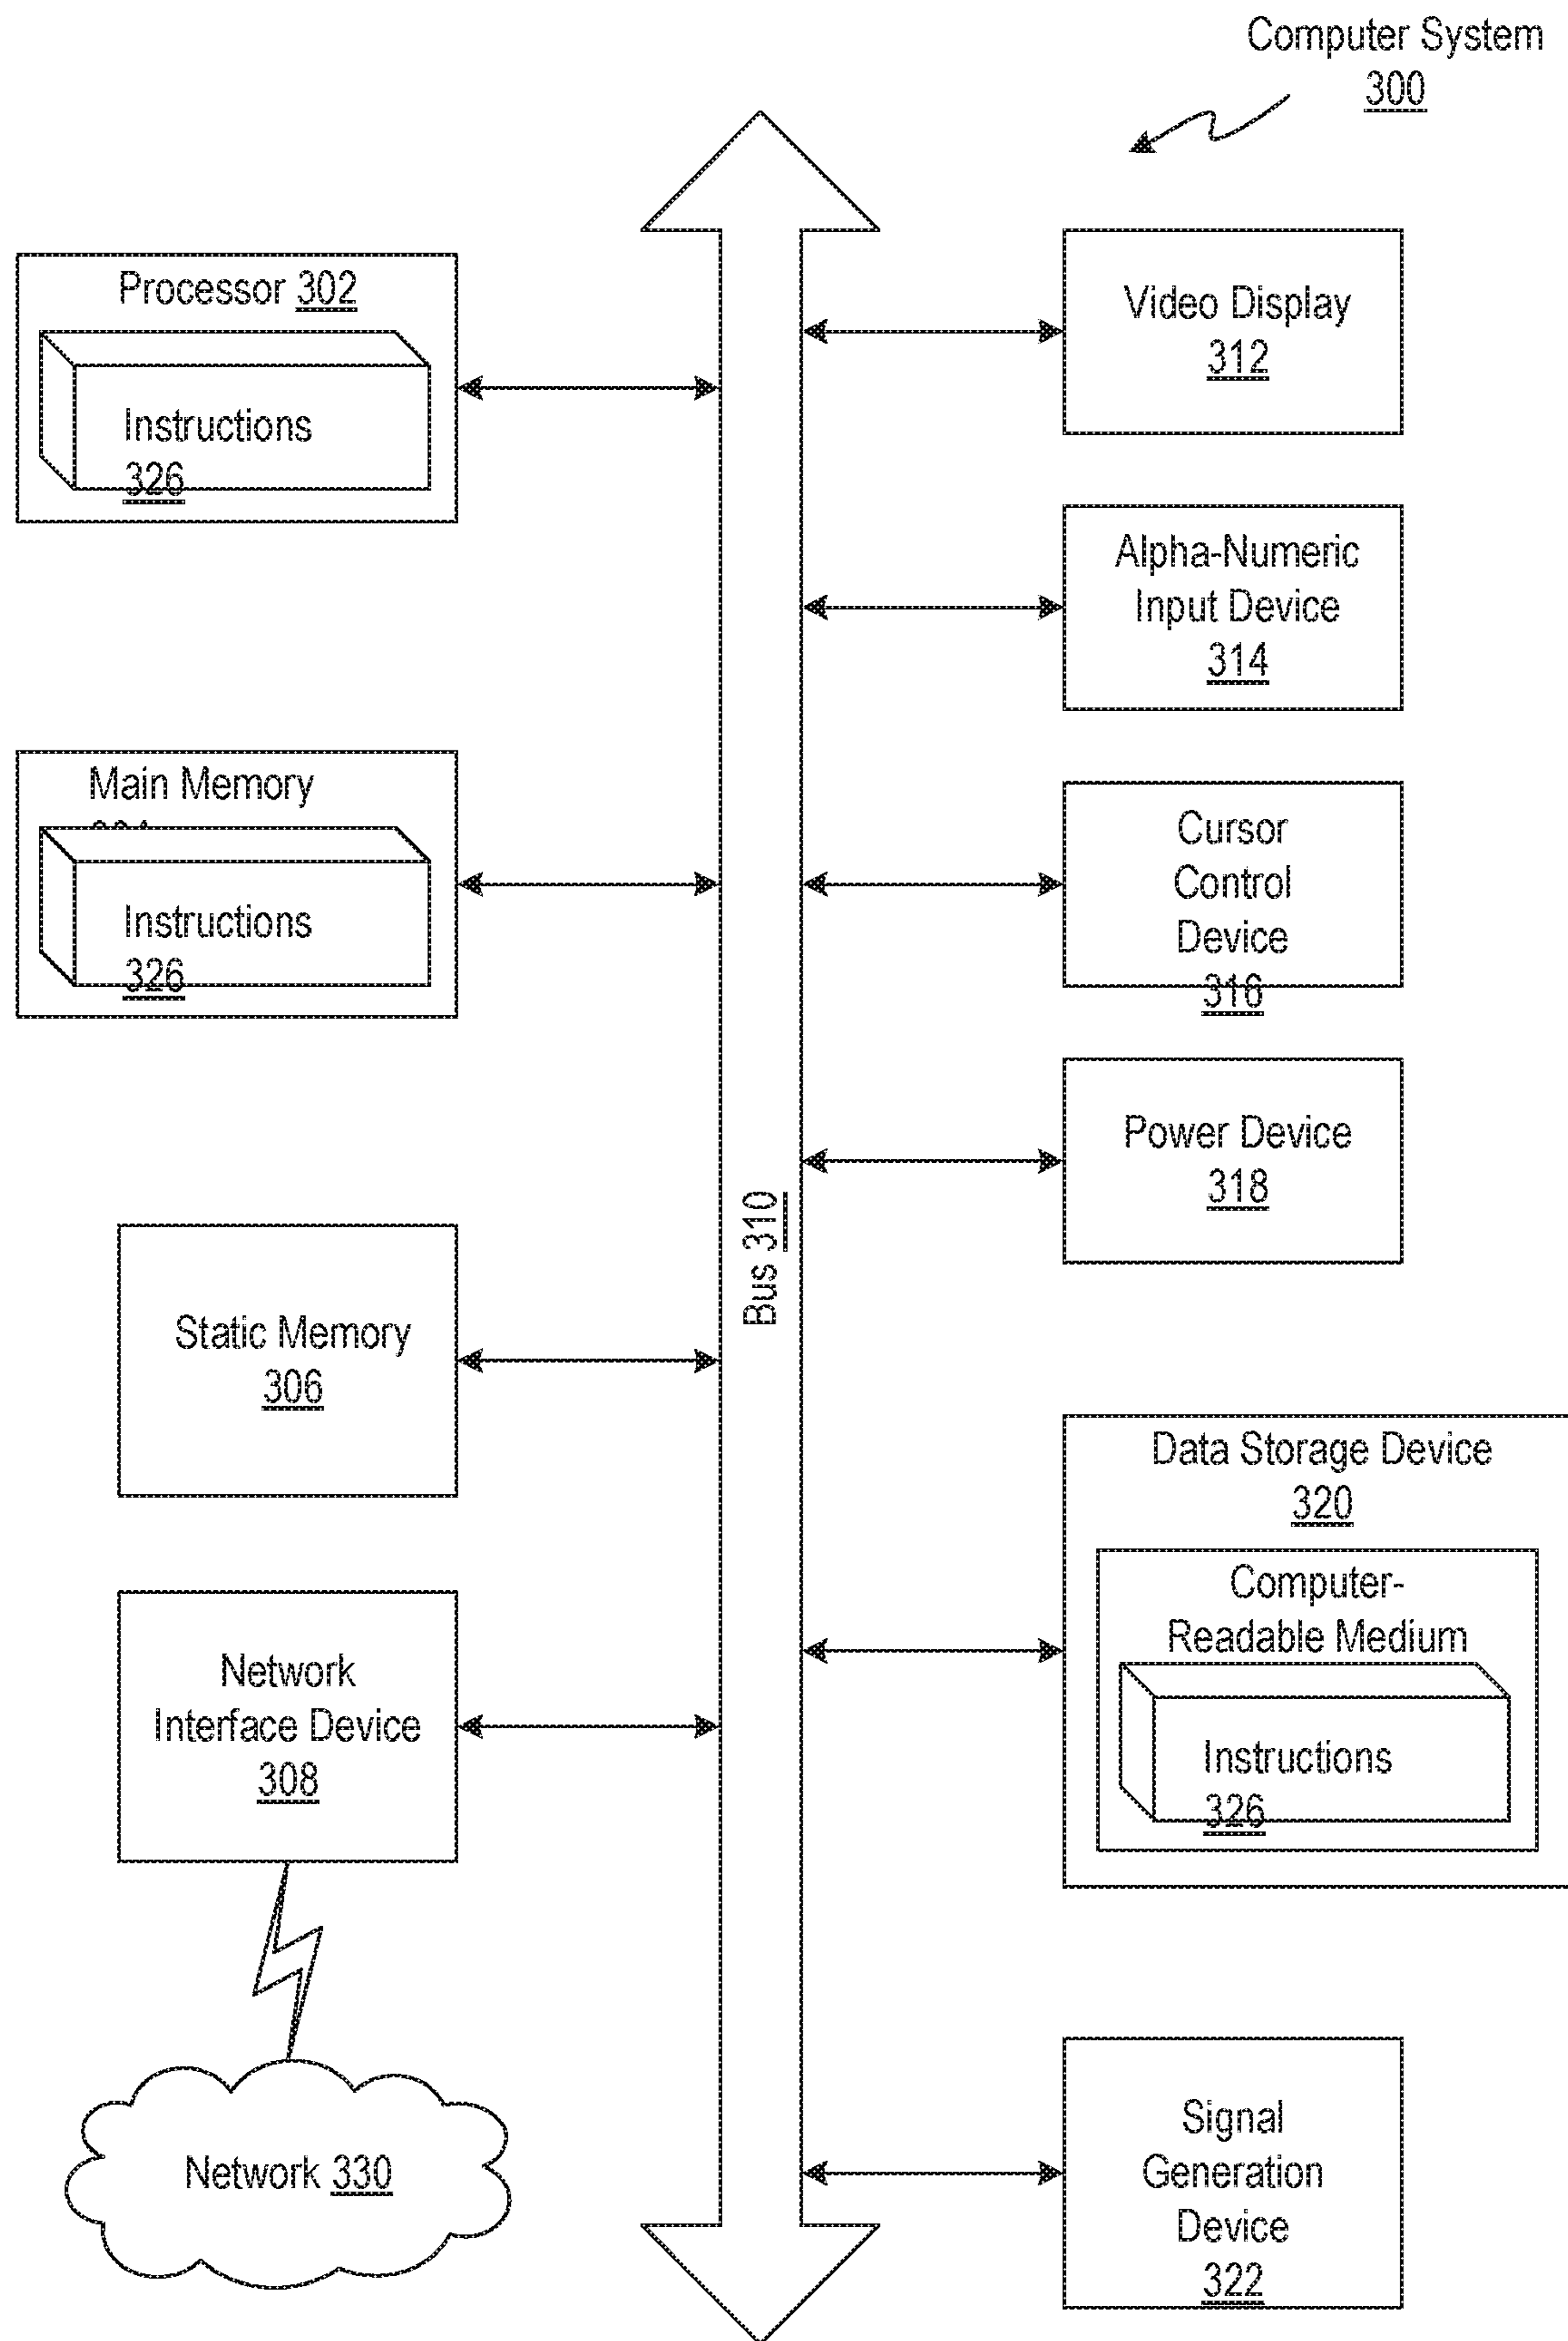 Computer System
300
Processor 302
Instructions
326
Main Memory
Instructions
326
Static Memory
306
Network
Interface Device
308
Network 330
Bus 310
Video Display
312
Alpha-Numeric
Input Device
314
Cursor
Control
Device
316
Power Device
318
Data Storage Device
320
Computer-
Readable Medium
Instructions
326
Signal
Generation
Device
322